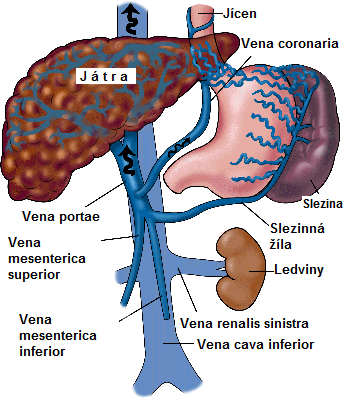 Jícen
Vena coronaria
Játra
Slezina
Vena portae
Slezinná
žíla
Vena
mesenterica
superior
Ledviny
Vena
mesenterica
inferior
Vena renalis sinistra
Vena cava inferior